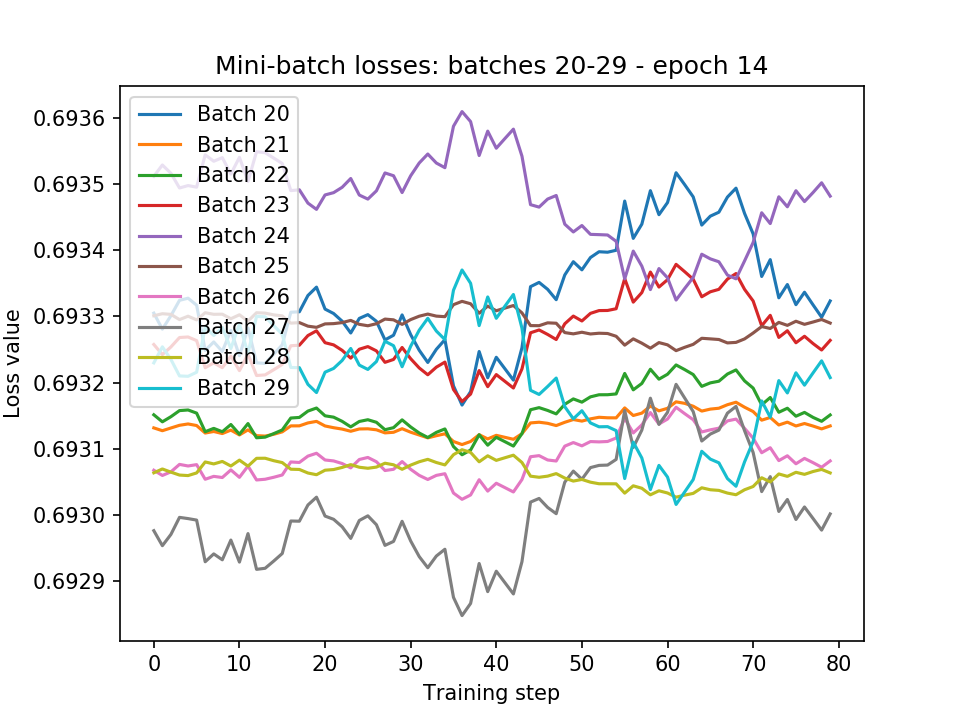 Mini-batch losses: batches 20-29 - epoch 14
0.6936
0.6935
0.6934
0.6933
0.6932
0.6931
0.6930
0.6929
Loss value
Batch 20
Batch 21
Batch 22
Batch 23
Batch 24
Batch 25
Batch 26
Batch 27
Batch 28
Batch 29
0 10 20 30 40 50 60 70 80
Training step